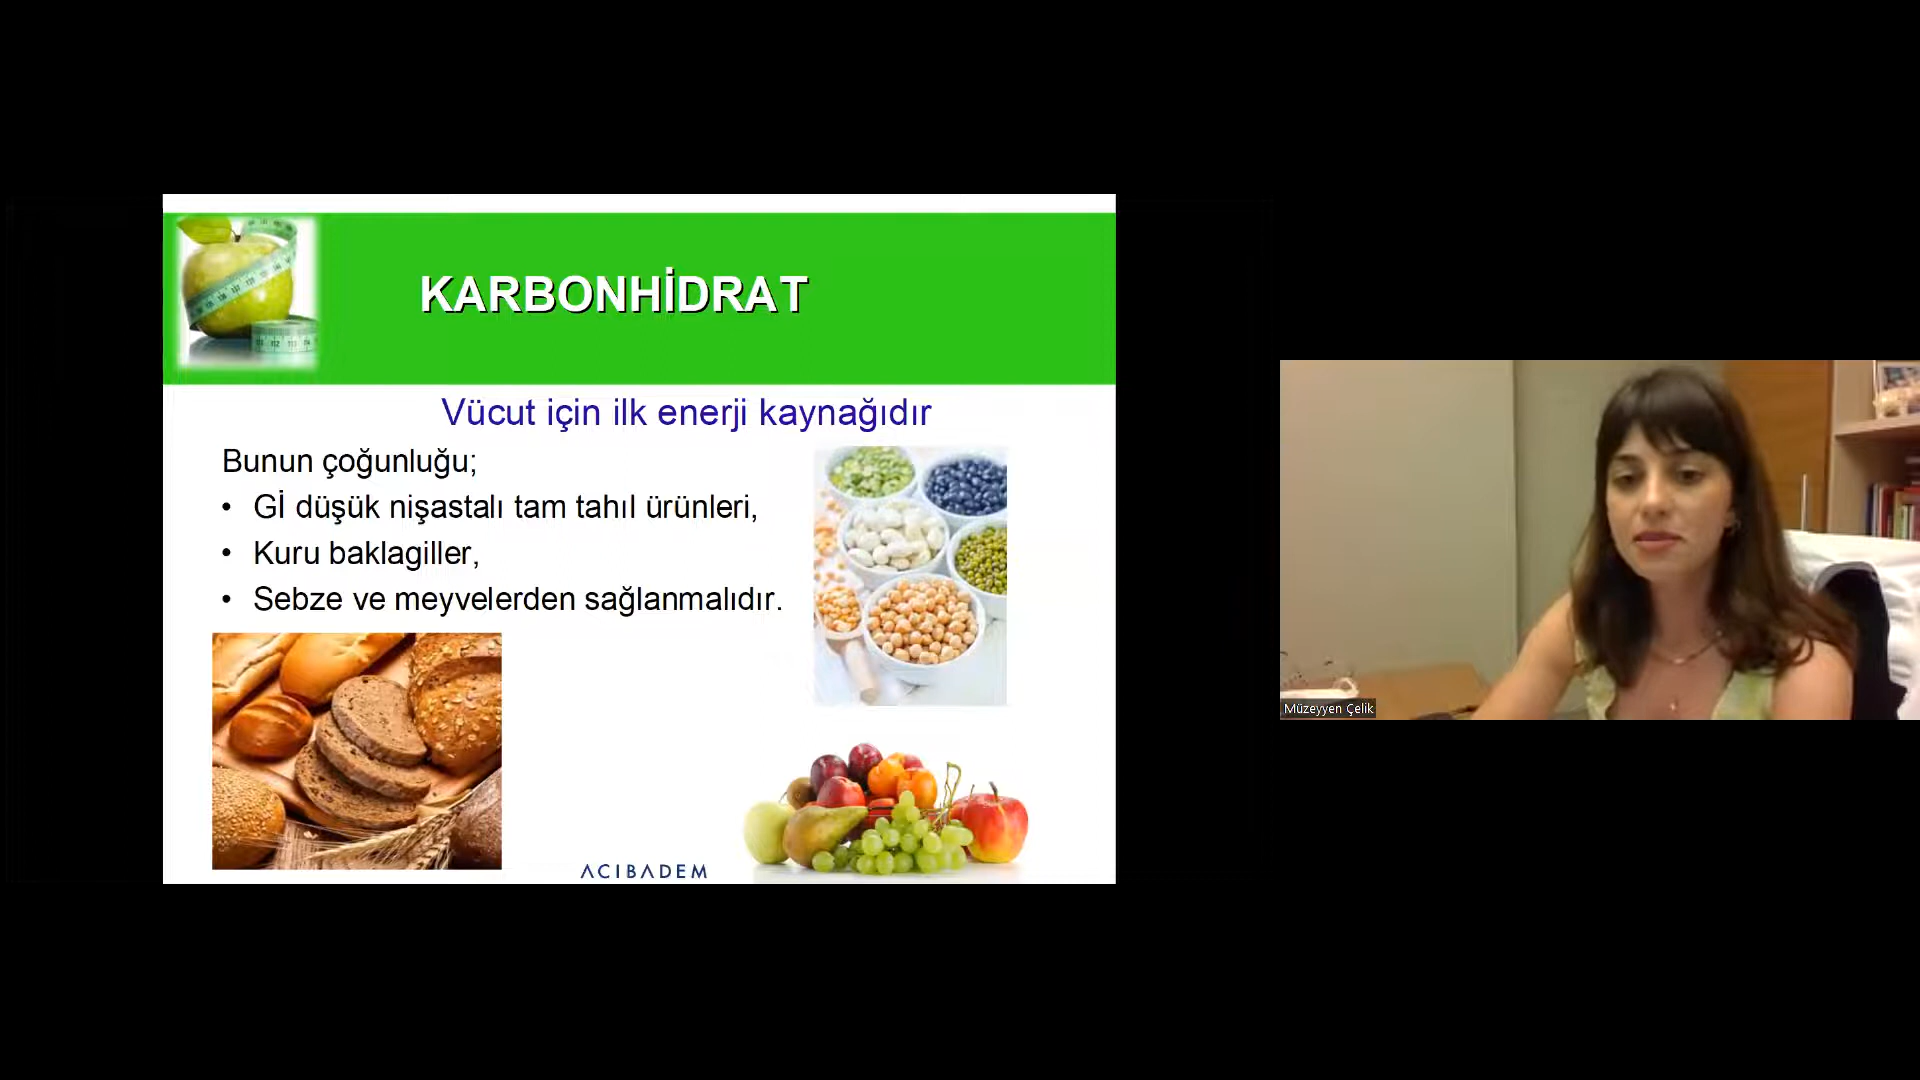 KARBONHİDRAT
Vücut için ilk enerji kaynağıdır
Bunun çoğunluğu;
• Gİ düşük nişastalı tam tahıl ürünleri,
• Kuru baklagiller,
• Sebze ve meyvelerden sağlanmalıdır.
ACIBADEM
Müzeyyen Çelik